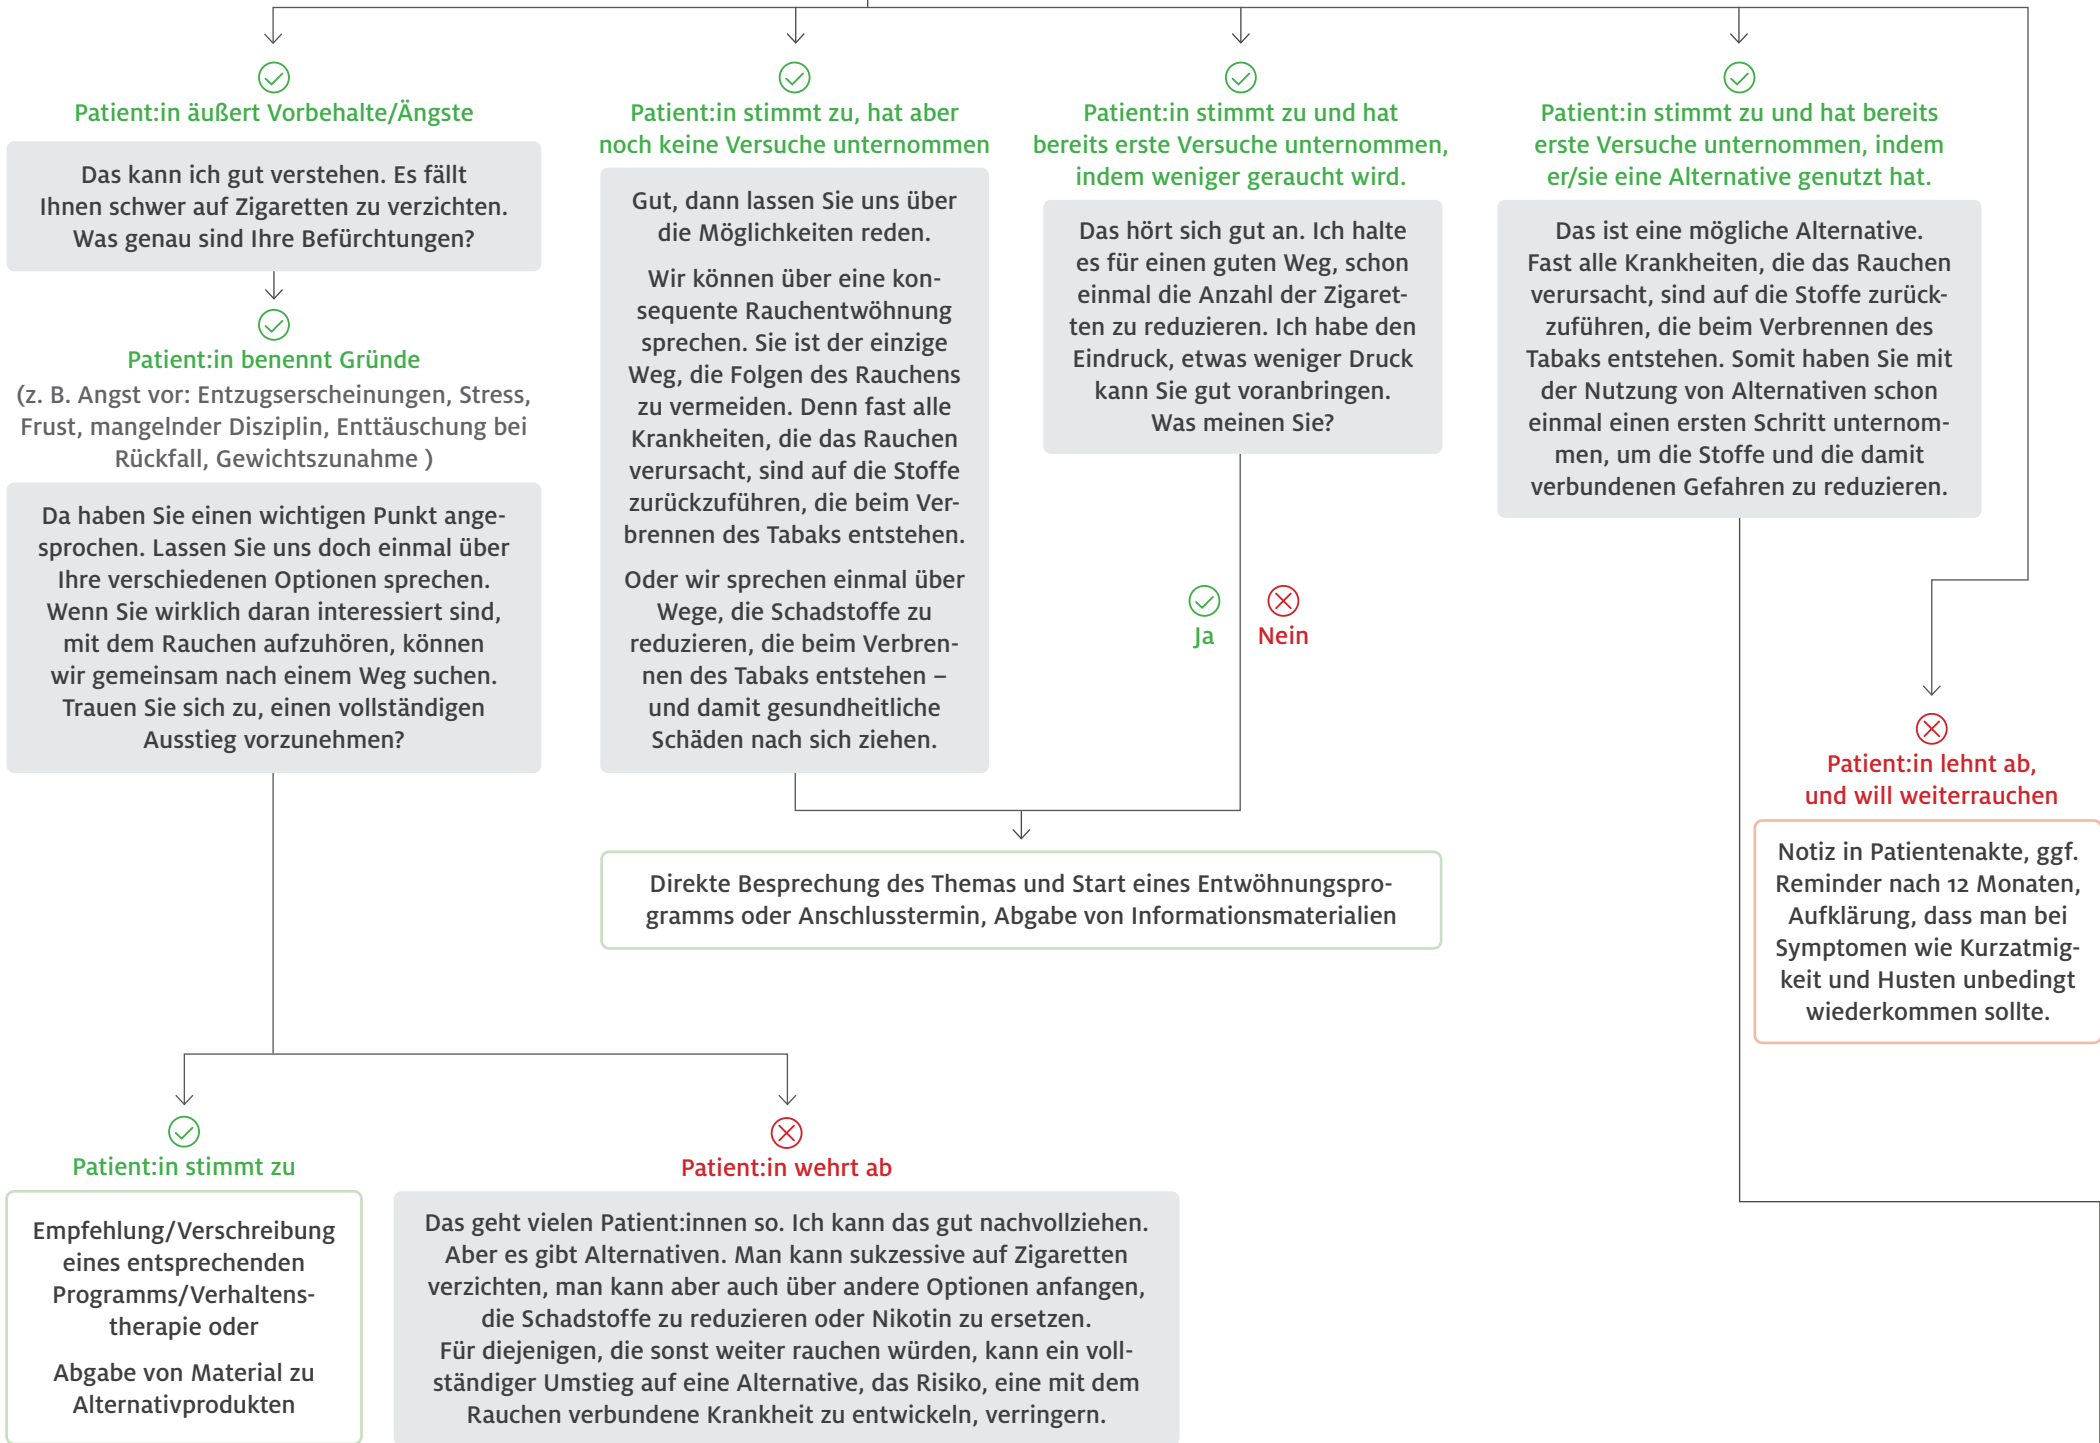 Patient:in äußert Vorbehalte/Ängste
Das kann ich gut verstehen. Es fällt
Ihnen schwer auf Zigaretten zu verzichten.
Was genau sind Ihre Befürchtungen?
Patient:in benennt Gründe
(z. B. Angst vor: Entzugserscheinungen, Stress,
Frust, mangelnder Disziplin, Enttäuschung bei
Rückfall, Gewichtszunahme )
Da haben Sie einen wichtigen Punkt ange-
sprochen. Lassen Sie uns doch einmal über
Ihre verschiedenen Optionen sprechen.
Wenn Sie wirklich daran interessiert sind,
mit dem Rauchen aufzuhören, können
wir gemeinsam nach einem Weg suchen.
Trauen Sie sich zu, einen vollständigen
Ausstieg vorzunehmen?
Patient:in stimmt zu, hat aber
noch keine Versuche unternommen
Gut, dann lassen Sie uns über
die Möglichkeiten reden.
Wir können über eine kon-
sequente Rauchentwöhnung
sprechen. Sie ist der einzige
Weg, die Folgen des Rauchens
zu vermeiden. Denn fast alle
Krankheiten, die das Rauchen
verursacht, sind auf die Stoffe
zurückzuführen, die beim Ver-
brennen des Tabaks entstehen.
Oder wir sprechen einmal über
Wege, die Schadstoffe zu
reduzieren, die beim Verbren-
nen des Tabaks entstehen –
und damit gesundheitliche
Schäden nach sich ziehen.
Patient:in stimmt zu und hat
bereits erste Versuche unternommen,
indem weniger geraucht wird.
Das hört sich gut an. Ich halte
es für einen guten Weg, schon
einmal die Anzahl der Zigaret-
ten zu reduzieren. Ich habe den
Eindruck, etwas weniger Druck
kann Sie gut voranbringen.
Was meinen Sie?
Ja
Nein
Direkte Besprechung des Themas und Start eines Entwöhnungspro-
gramms oder Anschlusstermin, Abgabe von Informationsmaterialien
Patient:in stimmt zu und hat bereits
erste Versuche unternommen, indem
er/sie eine Alternative genutzt hat.
Das ist eine mögliche Alternative.
Fast alle Krankheiten, die das Rauchen
verursacht, sind auf die Stoffe zurück-
zuführen, die beim Verbrennen des
Tabaks entstehen. Somit haben Sie mit
der Nutzung von Alternativen schon
einmal einen ersten Schritt unternom-
men, um die Stoffe und die damit
verbundenen Gefahren zu reduzieren.
Patient:in lehnt ab,
und will weiterrauchen
Notiz in Patientenakte, ggf.
Reminder nach 12 Monaten,
Aufklärung, dass man bei
Symptomen wie Kurzatmig-
keit und Husten unbedingt
wiederkommen sollte.
Patient:in stimmt zu
Empfehlung/Verschreibung
eines entsprechenden
Programms/Verhaltens-
therapie oder
Abgabe von Material zu
Alternativprodukten
Patient:in wehrt ab
Das geht vielen Patient:innen so. Ich kann das gut nachvollziehen.
Aber es gibt Alternativen. Man kann sukzessive auf Zigaretten
verzichten, man kann aber auch über andere Optionen anfangen,
die Schadstoffe zu reduzieren oder Nikotin zu ersetzen.
Für diejenigen, die sonst weiter rauchen würden, kann ein voll-
ständiger Umstieg auf eine Alternative, das Risiko, eine mit dem
Rauchen verbundene Krankheit zu entwickeln, verringern.